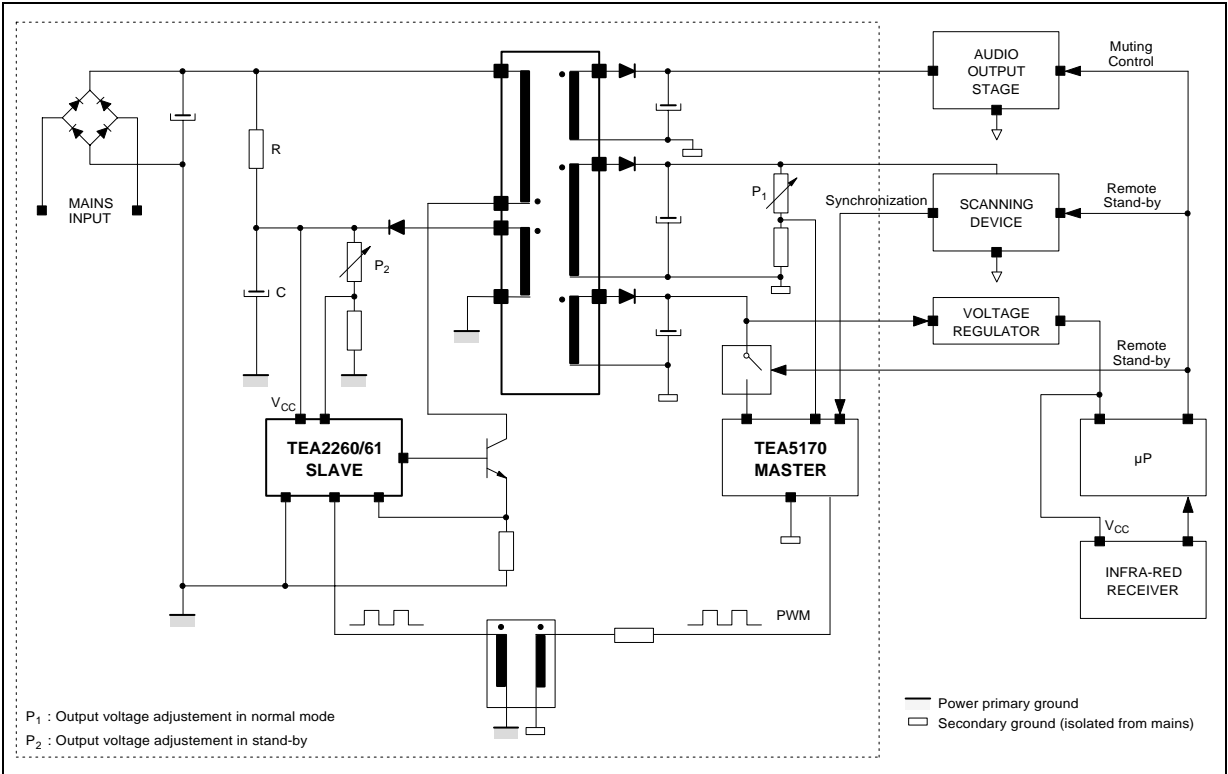 AUDIO
OUTPUT
STAGE
Muting
Control
R
MAINS
INPUT
P1
Synchronization
SCANNING
DEVICE
Remote
Stand-by
P2
C
VOLTAGE
REGULATOR
Remote
Stand-by
VCC
TEA2260/61
SLAVE
TEA5170
MASTER
µP
VCC
INFRA-RED
RECEIVER
PWM
P1 : Output voltage adjustement in normal mode
P2 : Output voltage adjustement in stand-by
Power primary ground
Secondary ground (isolated from mains)